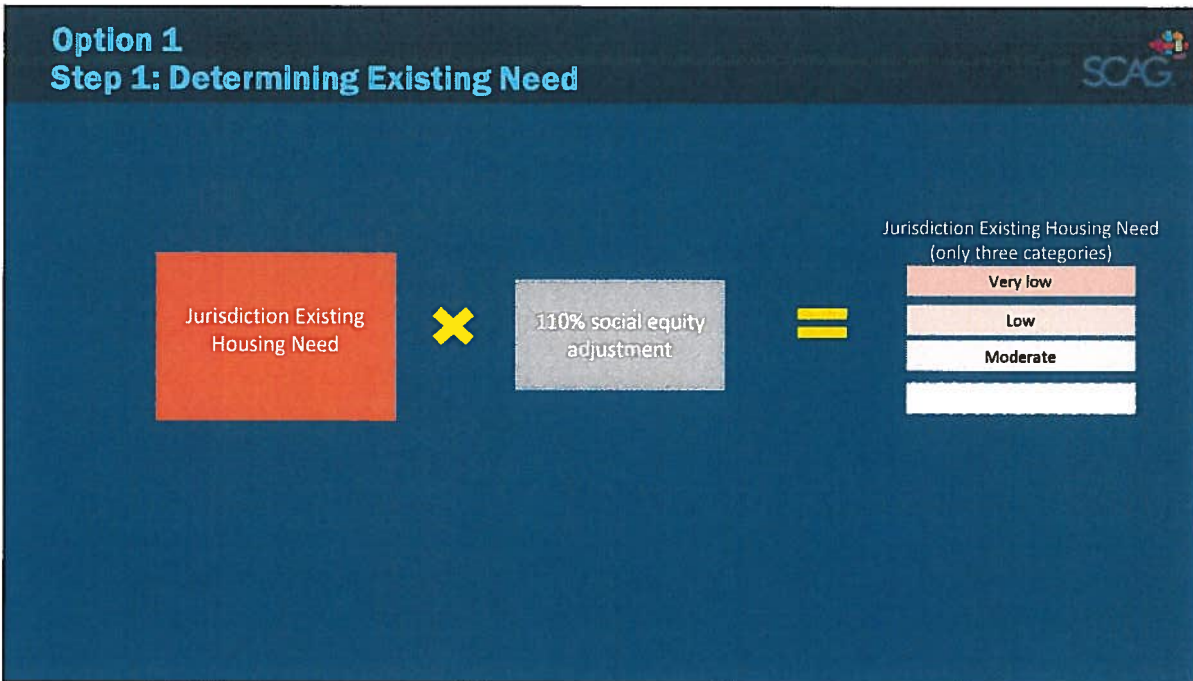 Option 1
Step 1: Determining Existing Need
SCAG
Jurisdiction Existing
Housing Need
110% social equity
adjustment
Jurisdiction Existing Housing Need
(only three categories)
Very low
Low
Moderate